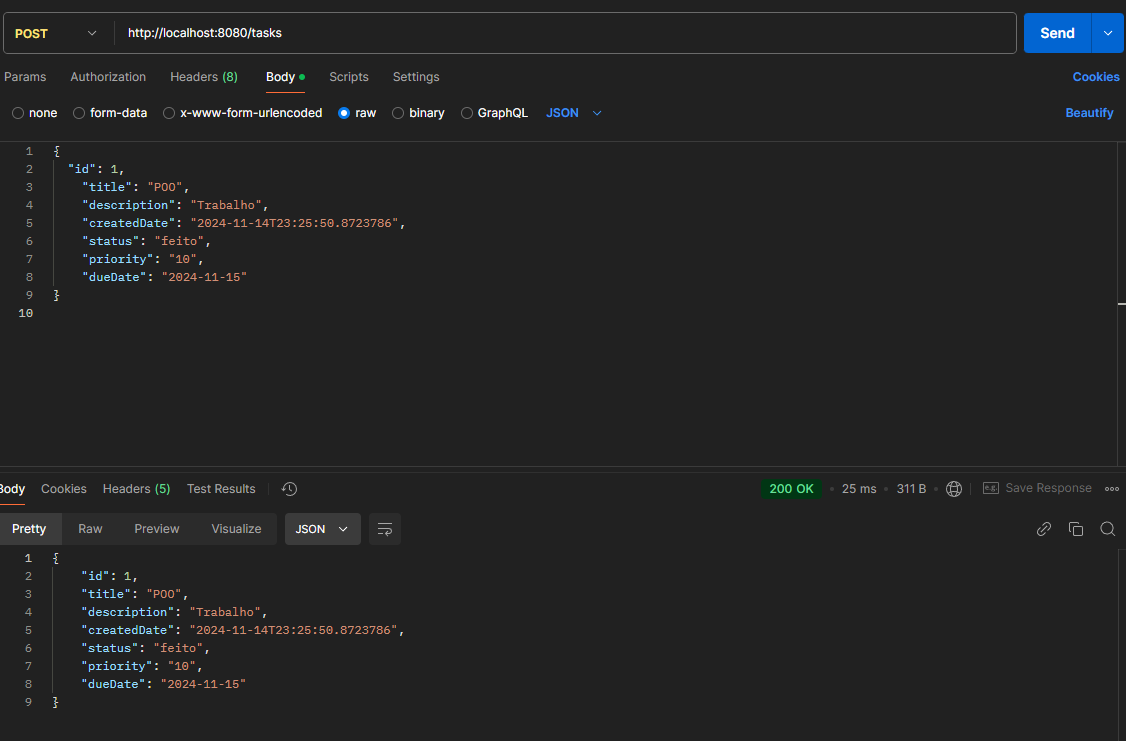 POST http://localhost:8080/tasks Send
Params Authorization Headers (8) Body Scripts Settings Cookies
none form-data x-www-form-urlencoded raw binary GraphQL JSON Beautify
1 {
2 "id": 1,
3 "title": "POO",
4 "description": "Trabalho",
5 "createdDate": "2024-11-14T23:25:50.8723786",
6 "status": "feito",
7 "priority": "10",
8 "dueDate": "2024-11-15"
9 }
10
Body Cookies Headers (5) Test Results 200 OK 25 ms 311 B e.g. Save Response
Pretty Raw Preview Visualize JSON
1 {
2 "id": 1,
3 "title": "POO",
4 "description": "Trabalho",
5 "createdDate": "2024-11-14T23:25:50.8723786",
6 "status": "feito",
7 "priority": "10",
8 "dueDate": "2024-11-15"
9 }